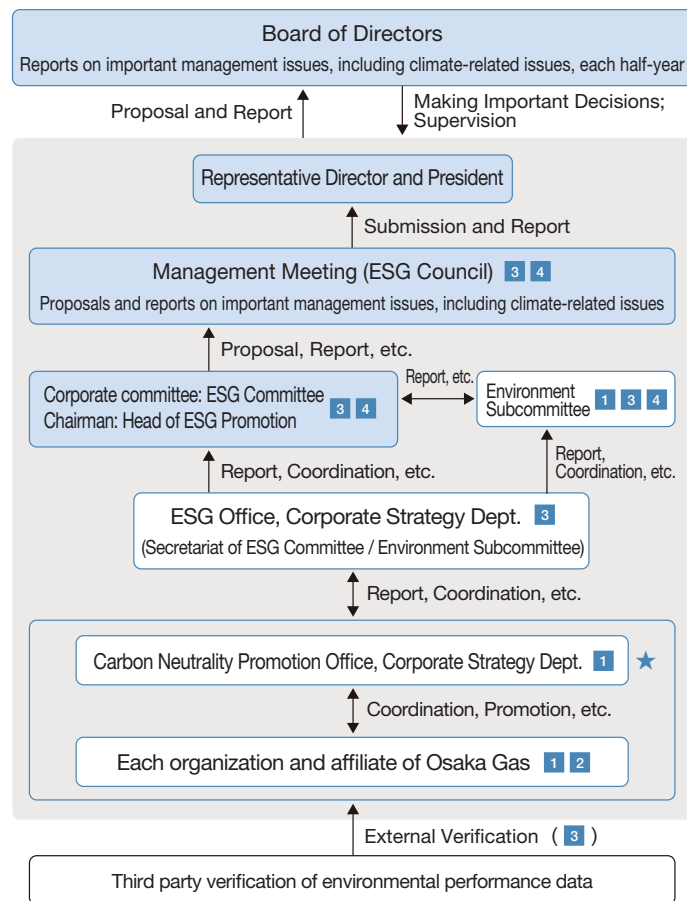 Board of Directors
Reports on important management issues, including climate-related issues, each half-year
Proposal and Report
Making Important Decisions;
Supervision
Representative Director and President
Submission and Report
Management Meeting (ESG Council) 3 4
Proposals and reports on important management issues, including climate-related issues
Proposal, Report, etc.
Corporate committee: ESG Committee
Chairman: Head of ESG Promotion
3 4
Report, etc.
Environment
Subcommittee
1 3 4
Report, Coordination, etc.
Report,
Coordination, etc.
ESG Office, Corporate Strategy Dept. 3
(Secretariat of ESG Committee / Environment Subcommittee)
Report, Coordination, etc.
Carbon Neutrality Promotion Office, Corporate Strategy Dept. 1 ★
Coordination, Promotion, etc.
Each organization and affiliate of Osaka Gas 1 2
External Verification ( 3 )
Third party verification of environmental performance data